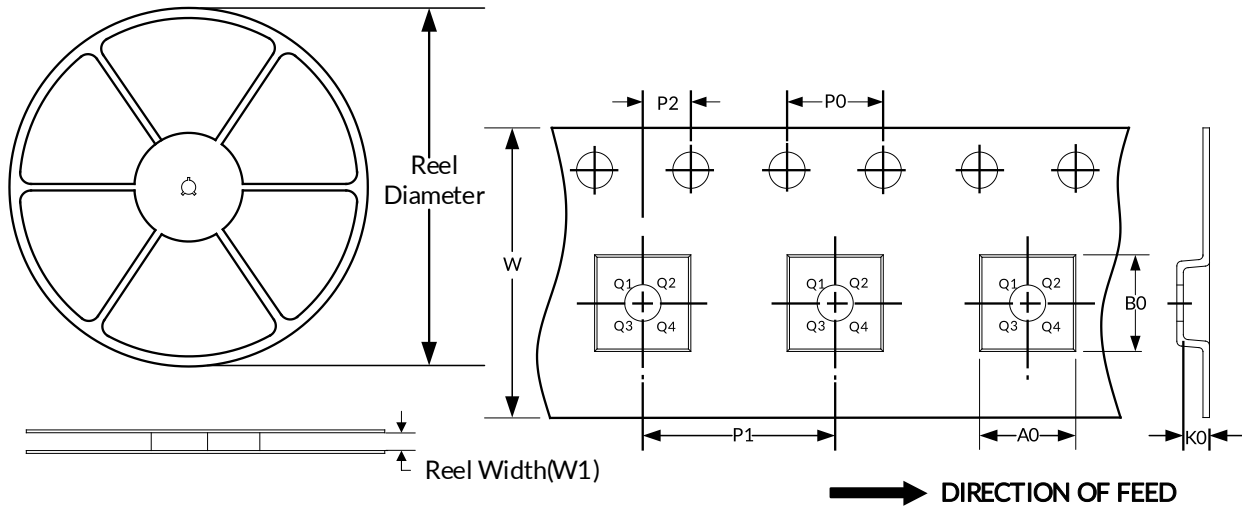 P2
P0
Reel
Diameter
W
Q1 Q2
Q3 Q4
Q1 Q2
Q3 Q4
Q1 Q2
Q3 Q4
B0
P1
A0
K0
Reel Width(W1)
DIRECTION OF FEED